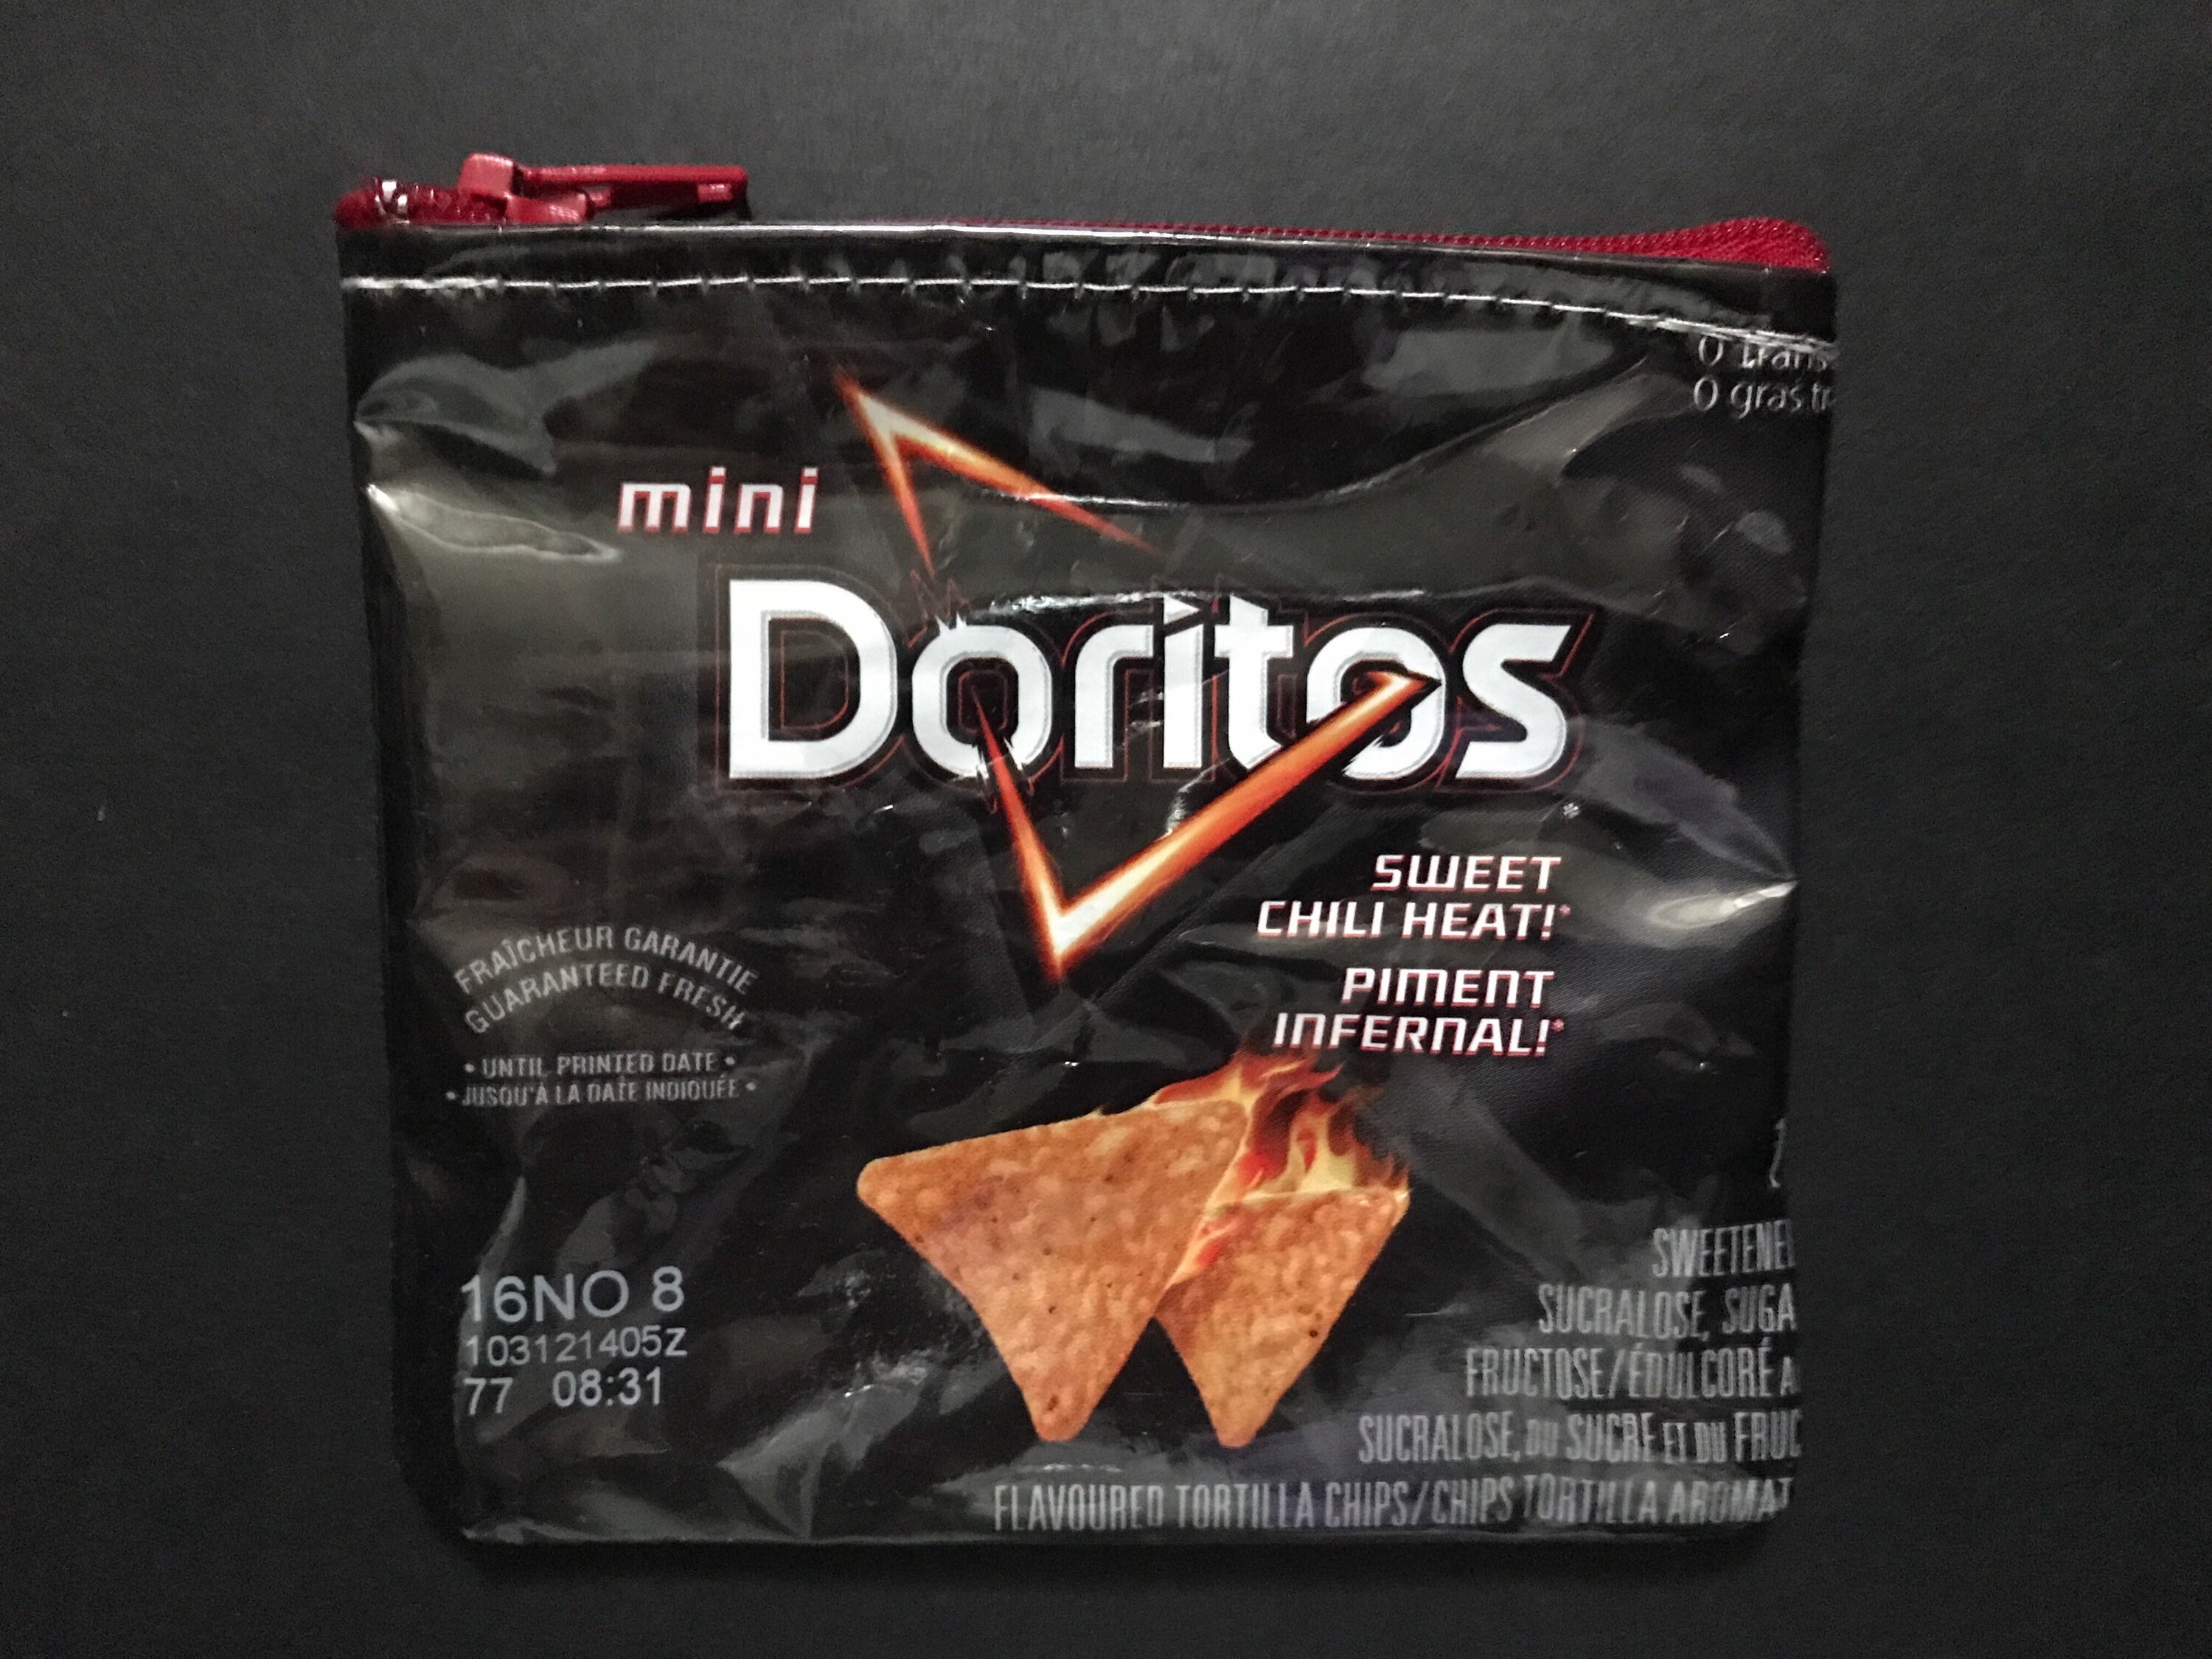 0 trans
0 gras tr
mini
Doritos
SWEET
CHILI HEAT!*
PIMENT
INFERNAL!*
FRAÎCHEUR GARANTIE
GUARANTEED FRESH
• UNTIL PRINTED DATE •
• JUSQU'À LA DATE INDIQUÉE •
16NO 8
103121405Z
77 08:31
SWEETENE
SUCRALOSE, SUGA
FRUCTOSE/ÉDULCORÉ A
SUCRALOSE, DU SUCRE ET DU FRUC
FLAVOURED TORTILLA CHIPS/CHIPS TORTILLA AROMAT